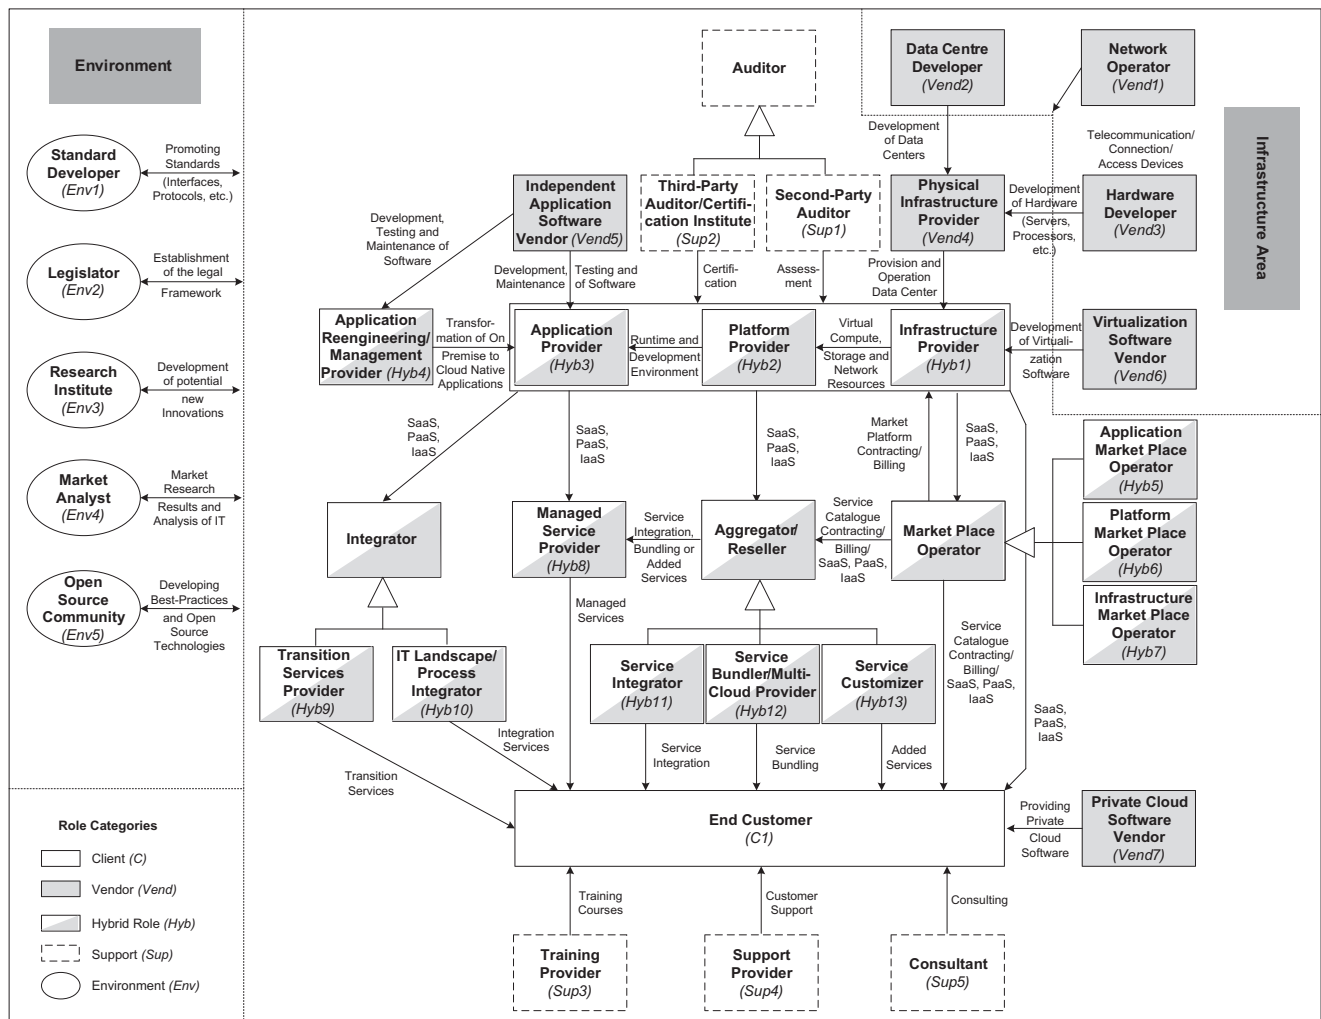 Environment
Standard
Developer
(Env1)
Promoting
Standards
(Interfaces,
Protocols, etc.)
Legislator
(Env2)
Establishment
of the legal
Framework
Research
Institute
(Env3)
Development
of potential
new
Innovations
Market
Analyst
(Env4)
Market
Research
Results and
Analysis of IT
Open
Source
Community
(Env5)
Developing
Best-Practices
and Open
Source
Technologies
Role Categories
Client (C)
Vendor (Vend)
Hybrid Role (Hyb)
Support (Sup)
Environment (Env)
Auditor
Data Centre
Developer
(Vend2)
Network
Operator
(Vend1)
Infrastructure Area
Development
of Data
Centers
Telecommunication/
Connection/
Access Devices
Independent
Application
Software
Vendor (Vend5)
Third-Party
Auditor/Certifi-
cation Institute
(Sup2)
Second-Party
Auditor
(Sup1)
Physical
Infrastructure
Provider
(Vend4)
Development
of Hardware
(Servers,
Processors,
etc.)
Hardware
Developer
(Vend3)
Development,
Testing and
Maintenance of
Software
Development,
Maintenance
Testing and
of Software
Certifi-
cation
Assess-
ment
Provision and
Operation
Data Center
Application
Reengineering/
Management
Provider (Hyb4)
Transfor-
mation of On
Premise to
Cloud Native
Applications
Application
Provider
(Hyb3)
Runtime and
Development
Environment
Platform
Provider
(Hyb2)
Virtual
Compute,
Storage and
Network
Resources
Infrastructure
Provider
(Hyb1)
Development
of Virtuali-
zation
Software
Virtualization
Software
Vendor
(Vend6)
SaaS,
PaaS,
IaaS
SaaS,
PaaS,
IaaS
SaaS,
PaaS,
IaaS
Market
Platform
Contracting/
Billing
SaaS,
PaaS,
IaaS
Application
Market Place
Operator
(Hyb5)
Platform
Market Place
Operator
(Hyb6)
Infrastructure
Market Place
Operator
(Hyb7)
Integrator
Managed
Service
Provider
(Hyb8)
Service
Integration,
Bundling or
Added
Services
Aggregator/
Reseller
Service
Catalogue
Contracting/
Billing/
SaaS, PaaS,
IaaS
Market Place
Operator
Managed
Services
Service
Catalogue
Contracting/
Billing/
SaaS, PaaS,
IaaS
Transition
Services
Provider
(Hyb9)
IT Landscape/
Process
Integrator
(Hyb10)
Service
Integrator
(Hyb11)
Service
Bundler/Multi-
Cloud Provider
(Hyb12)
Service
Customizer
(Hyb13)
SaaS,
PaaS,
IaaS
Transition
Services
Integration
Services
Service
Integration
Service
Bundling
Added
Services
End Customer
(C1)
Providing
Private
Cloud
Software
Private Cloud
Software
Vendor
(Vend7)
Training
Courses
Customer
Support
Consulting
Training
Provider
(Sup3)
Support
Provider
(Sup4)
Consultant
(Sup5)